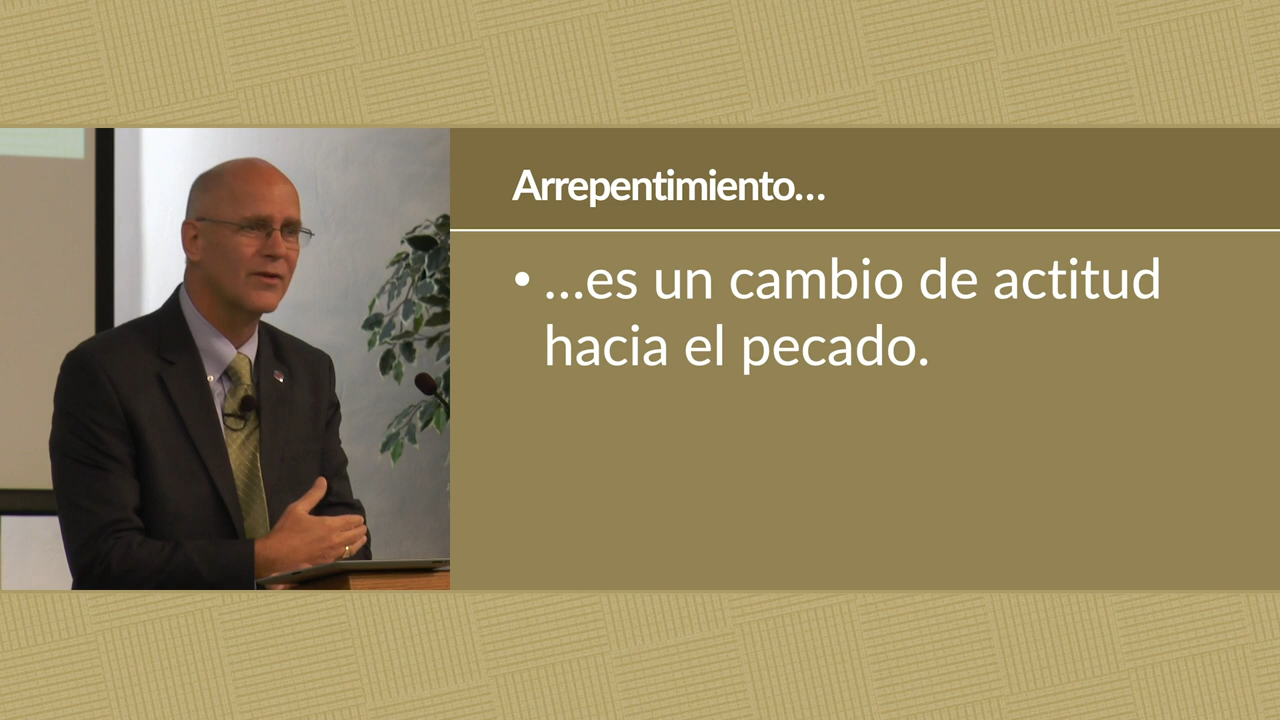 Arrepentimiento...
• ...es un cambio de actitud
hacia el pecado.